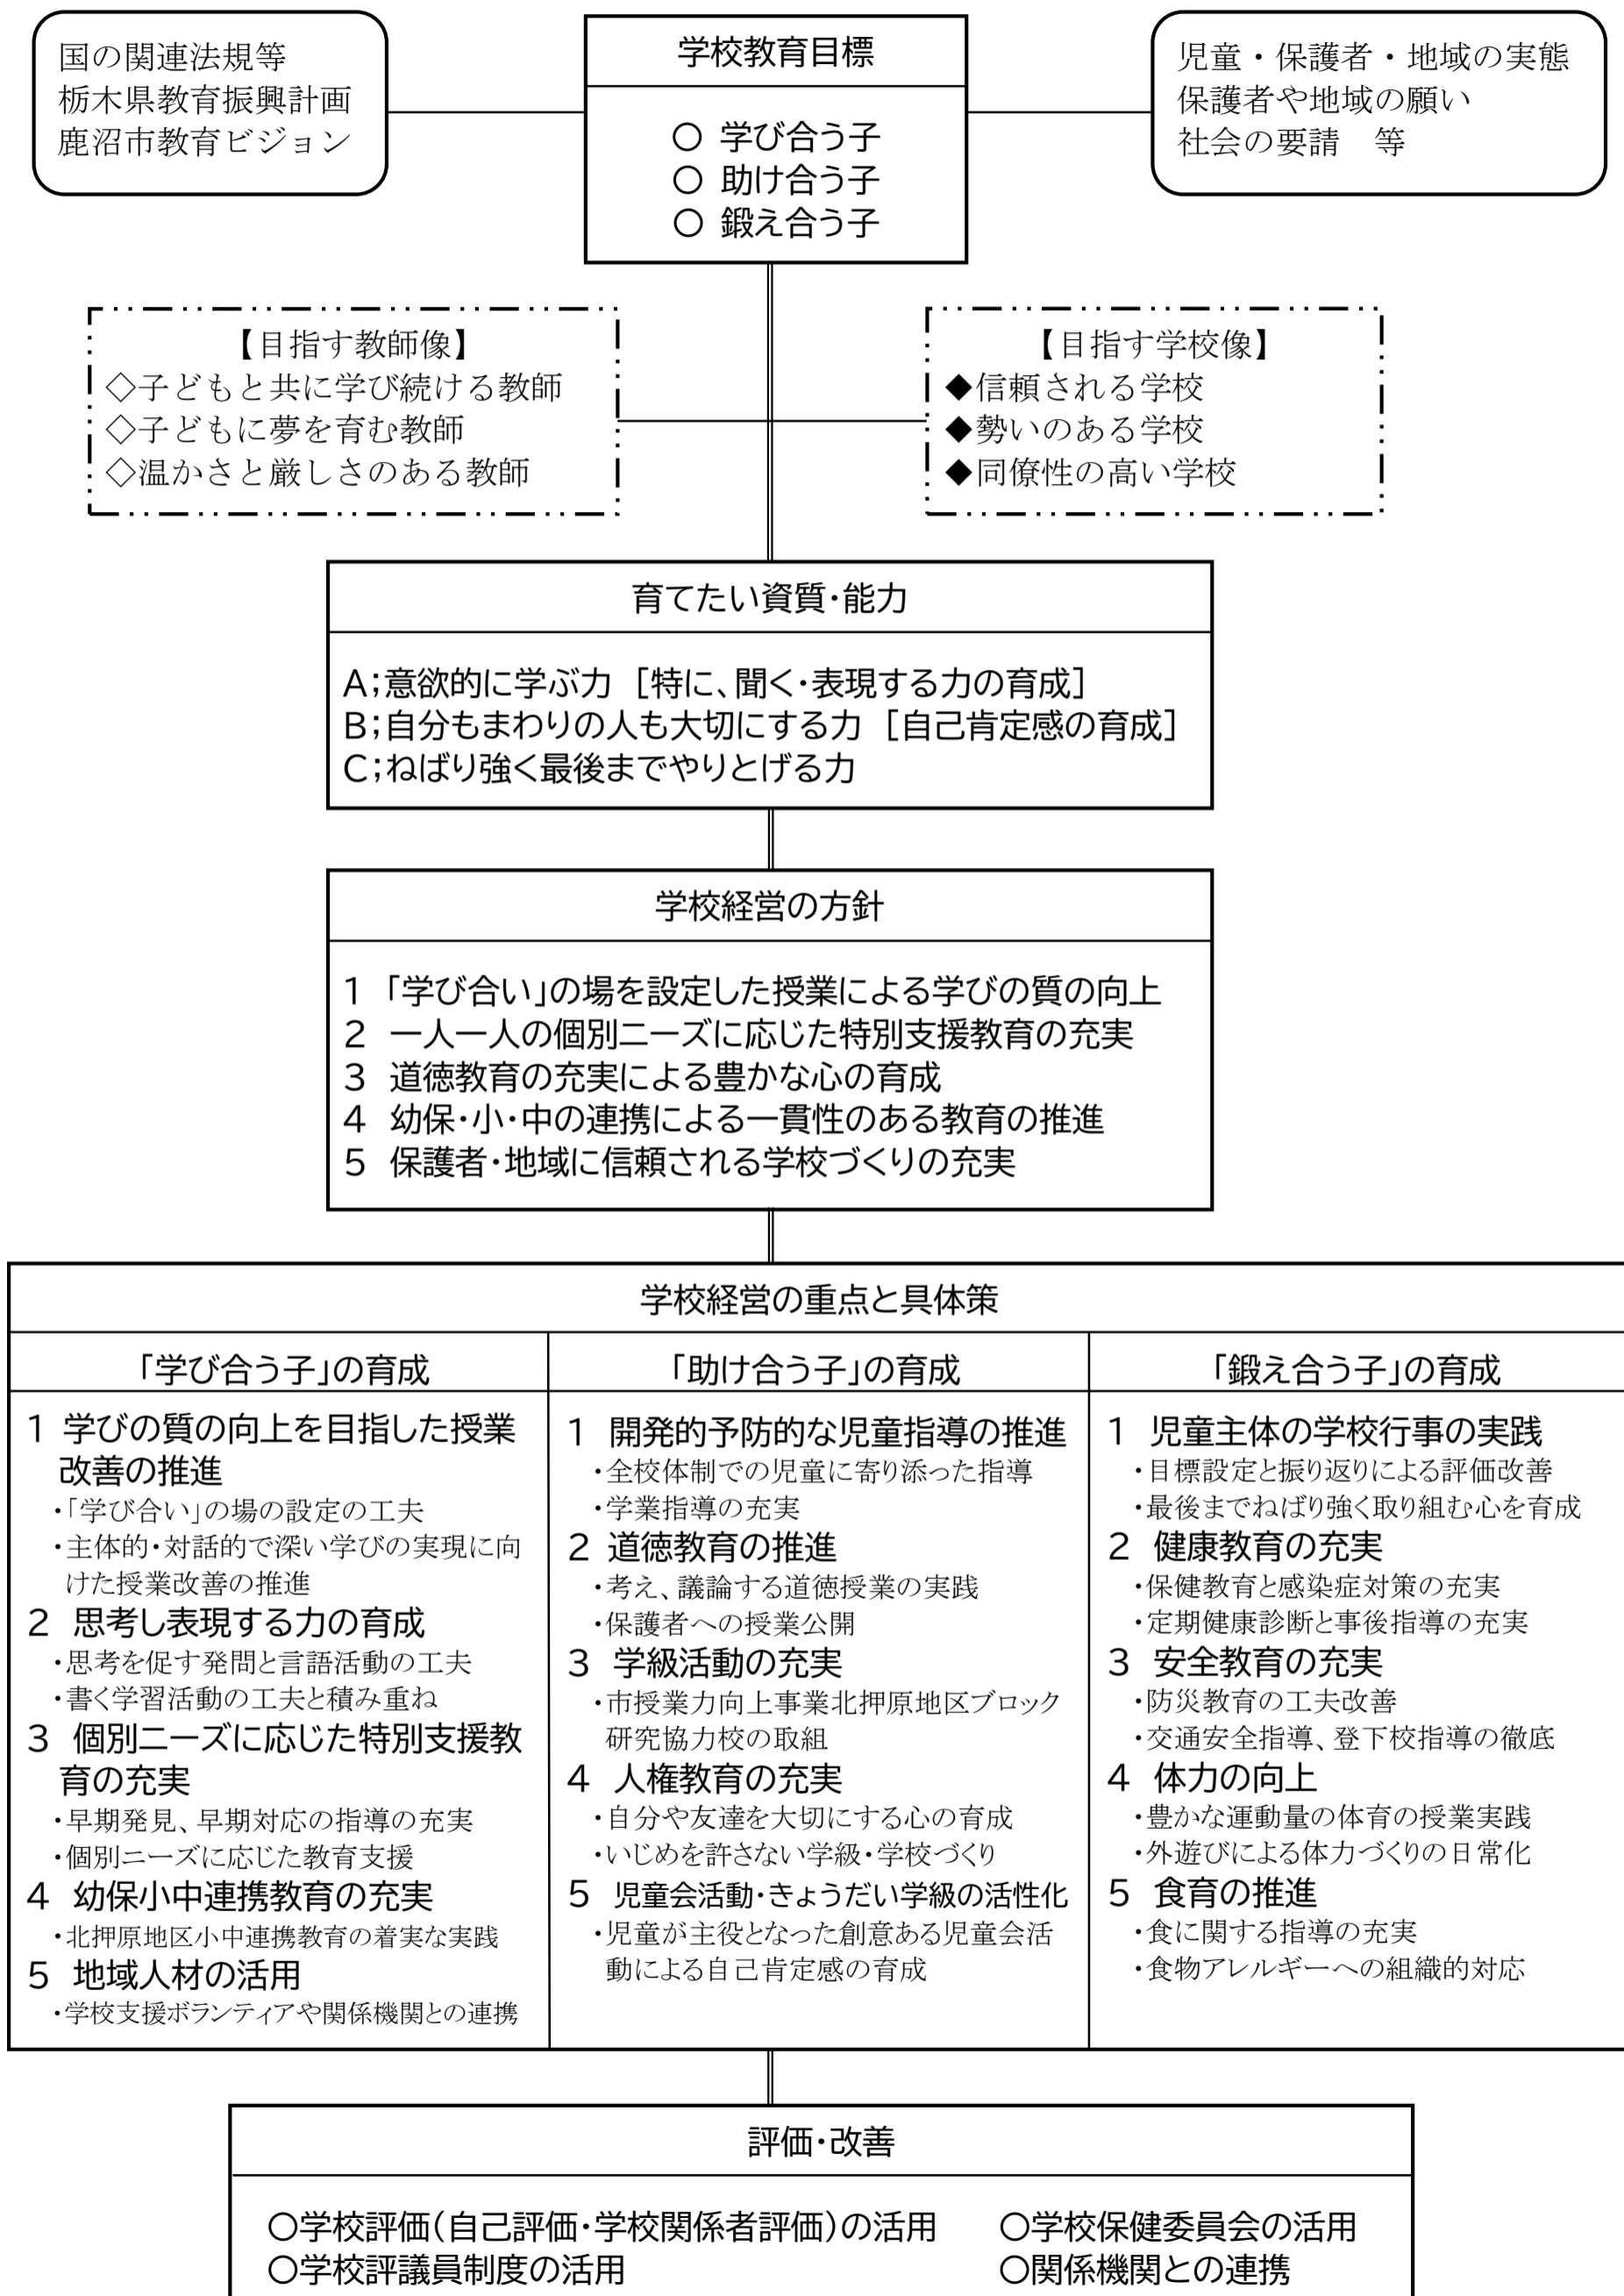 国の関連法規等
栃木県教育振興計画
鹿沼市教育ビジョン
学校教育目標
○ 学び合う子
○ 助け合う子
○ 鍛え合う子
児童・保護者・地域の実態
保護者や地域の願い
社会の要請　等
【目指す教師像】
◇子どもと共に学び続ける教師
◇子どもに夢を育む教師
◇温かさと厳しさのある教師
【目指す学校像】
◆信頼される学校
◆勢いのある学校
◆同僚性の高い学校
育てたい資質・能力
A;意欲的に学ぶ力 [特に、聞く・表現する力の育成]
B;自分もまわりの人も大切にする力 [自己肯定感の育成]
C;ねばり強く最後までやりとげる力
学校経営の方針
1 「学び合い」の場を設定した授業による学びの質の向上
2 一人一人の個別ニーズに応じた特別支援教育の充実
3 道徳教育の充実による豊かな心の育成
4 幼保・小・中の連携による一貫性のある教育の推進
5 保護者・地域に信頼される学校づくりの充実
学校経営の重点と具体策
「学び合う子」の育成
1 学びの質の向上を目指した授業
改善の推進
・「学び合い」の場の設定の工夫
・主体的・対話的で深い学びの実現に向
けた授業改善の推進
2 思考し表現する力の育成
・思考を促す発問と言語活動の工夫
・書く学習活動の工夫と積み重ね
3 個別ニーズに応じた特別支援教
育の充実
・早期発見、早期対応の指導の充実
・個別ニーズに応じた教育支援
4 幼保小中連携教育の充実
・北押原地区小中連携教育の着実な実践
5 地域人材の活用
・学校支援ボランティアや関係機関との連携
「助け合う子」の育成
1 開発的予防的な児童指導の推進
・全校体制での児童に寄り添った指導
・学業指導の充実
2 道徳教育の推進
・考え、議論する道徳授業の実践
・保護者への授業公開
3 学級活動の充実
・市授業力向上事業北押原地区ブロック
研究協力校の取組
4 人権教育の充実
・自分や友達を大切にする心の育成
・いじめを許さない学級・学校づくり
5 児童会活動・きょうだい学級の活性化
・児童が主役となった創意ある児童会活
動による自己肯定感の育成
「鍛え合う子」の育成
1 児童主体の学校行事の実践
・目標設定と振り返りによる評価改善
・最後までねばり強く取り組む心を育成
2 健康教育の充実
・保健教育と感染症対策の充実
・定期健康診断と事後指導の充実
3 安全教育の充実
・防災教育の工夫改善
・交通安全指導、登下校指導の徹底
4 体力の向上
・豊かな運動量の体育の授業実践
・外遊びによる体力づくりの日常化
5 食育の推進
・食に関する指導の充実
・食物アレルギーへの組織的対応
評価・改善
○学校評価(自己評価・学校関係者評価)の活用
○学校評議員制度の活用
○学校保健委員会の活用
○関係機関との連携